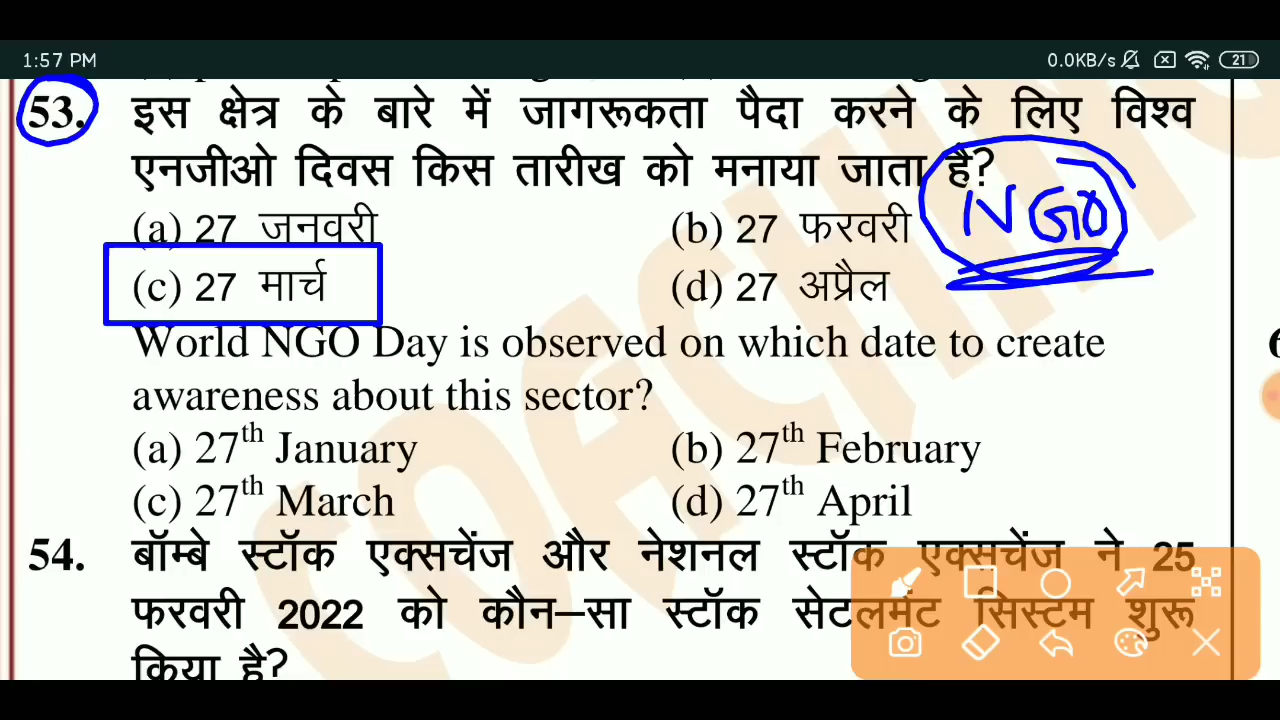 1:57 PM 0.0KB/s 21
53. इस क्षेत्र के बारे में जागरूकता पैदा करने के लिए विश्व
एनजीओ दिवस किस तारीख को मनाया जाता है?
NGO
(a) 27 जनवरी (b) 27 फरवरी
(c) 27 मार्च (d) 27 अप्रैल
World NGO Day is observed on which date to create
awareness about this sector?
(a) 27th January (b) 27th February
(c) 27th March (d) 27th April
54. बॉम्बे स्टॉक एक्सचेंज और नेशनल स्टॉक एक्सचेंज ने 25
फरवरी 2022 को कौन–सा स्टॉक सेटलमेंट सिस्टम शुरू
किया है?